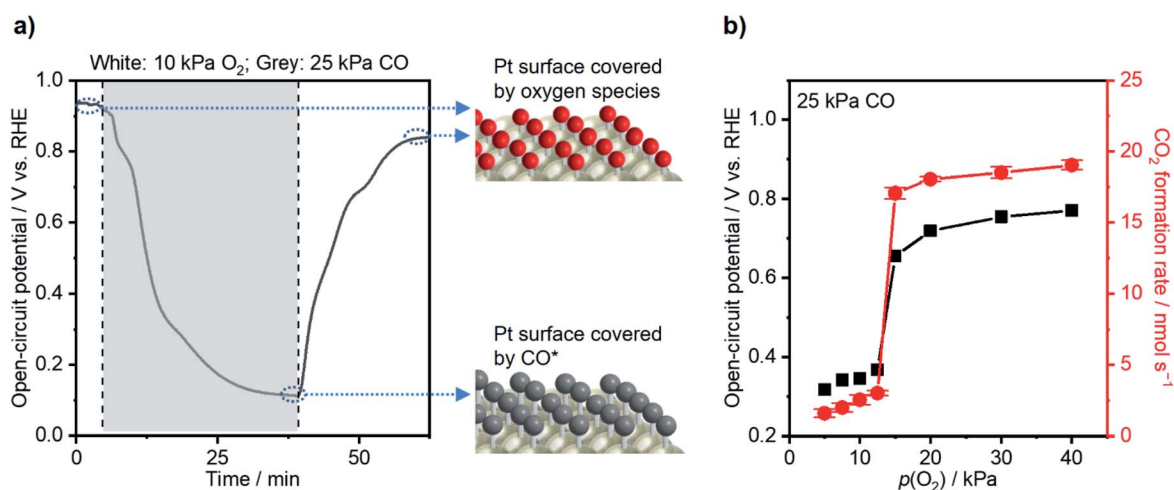 a)
White: 10 kPa O₂; Grey: 25 kPa CO
Open-circuit potential / V vs. RHE
1.0
0.8
0.6
0.4
0.2
0.0
0
25
50
Time / min
Pt surface covered
by oxygen species
Pt surface covered
by CO*
b)
25 kPa CO
Open-circuit potential / V vs. RHE
1.0
0.8
0.6
0.4
0.2
0
10
20
30
40
p(O₂) / kPa
25
20
15
10
5
0
CO₂ formation rate / nmol s⁻¹